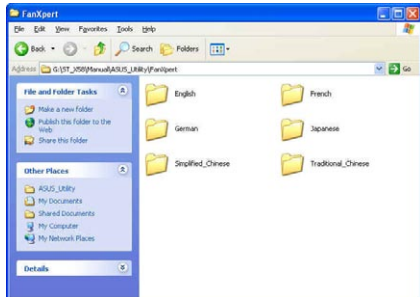 FanXpert
File Edit View Favorites Tools Help
Back Search Folders
Address G:\ST_X58\Manual\ASUS_Utility\FanXpert Go
File and Folder Tasks
Make a new folder
Publish this folder to the
Web
Share this folder
Other Places
ASUS_Utility
My Documents
Shared Documents
My Computer
My Network Places
Details
English French
German Japanese
Simplified_Chinese Traditional_Chinese